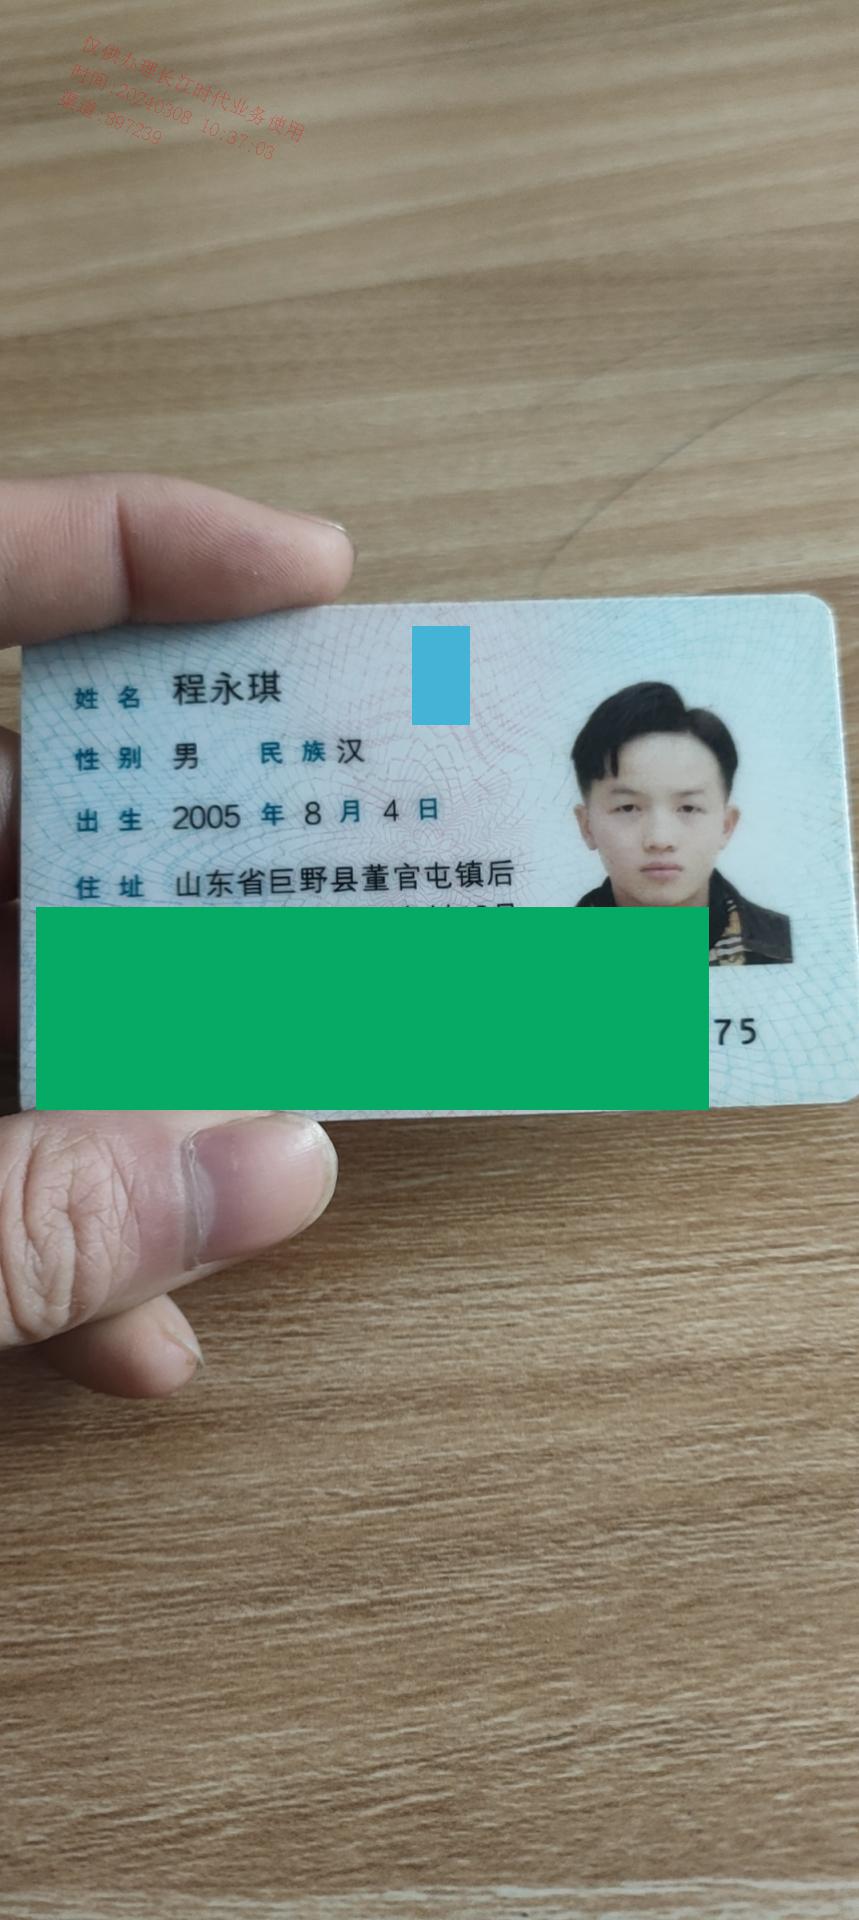 仅供办理长江时代业务使用
时间:20240308 10:37:03
渠道:897239
姓名 程永琪
性别 男 民族 汉
出生 2005 年 8 月 4 日
住址 山东省巨野县董官屯镇后
75